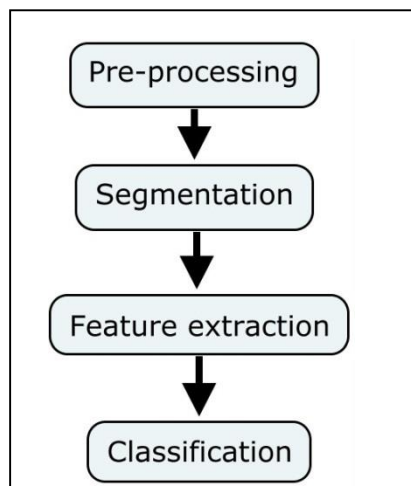 Pre-processing
Segmentation
Feature extraction
Classification